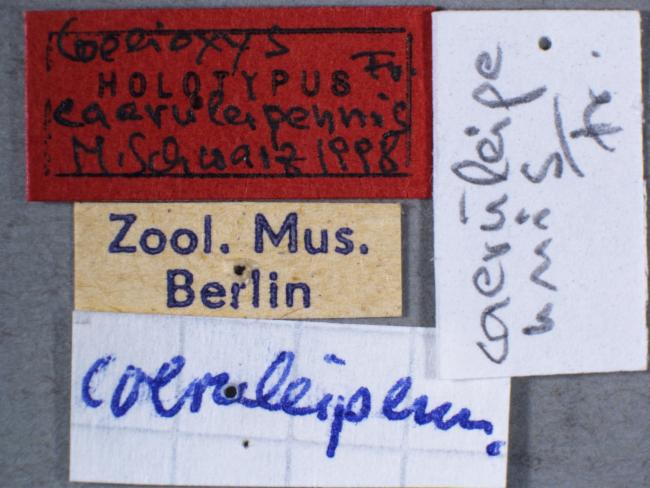 Coelioxys
HOLOTYPUS Fr.
caeruleipennis
M. Schwarz 1998
Zool. Mus.
Berlin
coeruleipenn.
caeruleipe
nnis Fr.